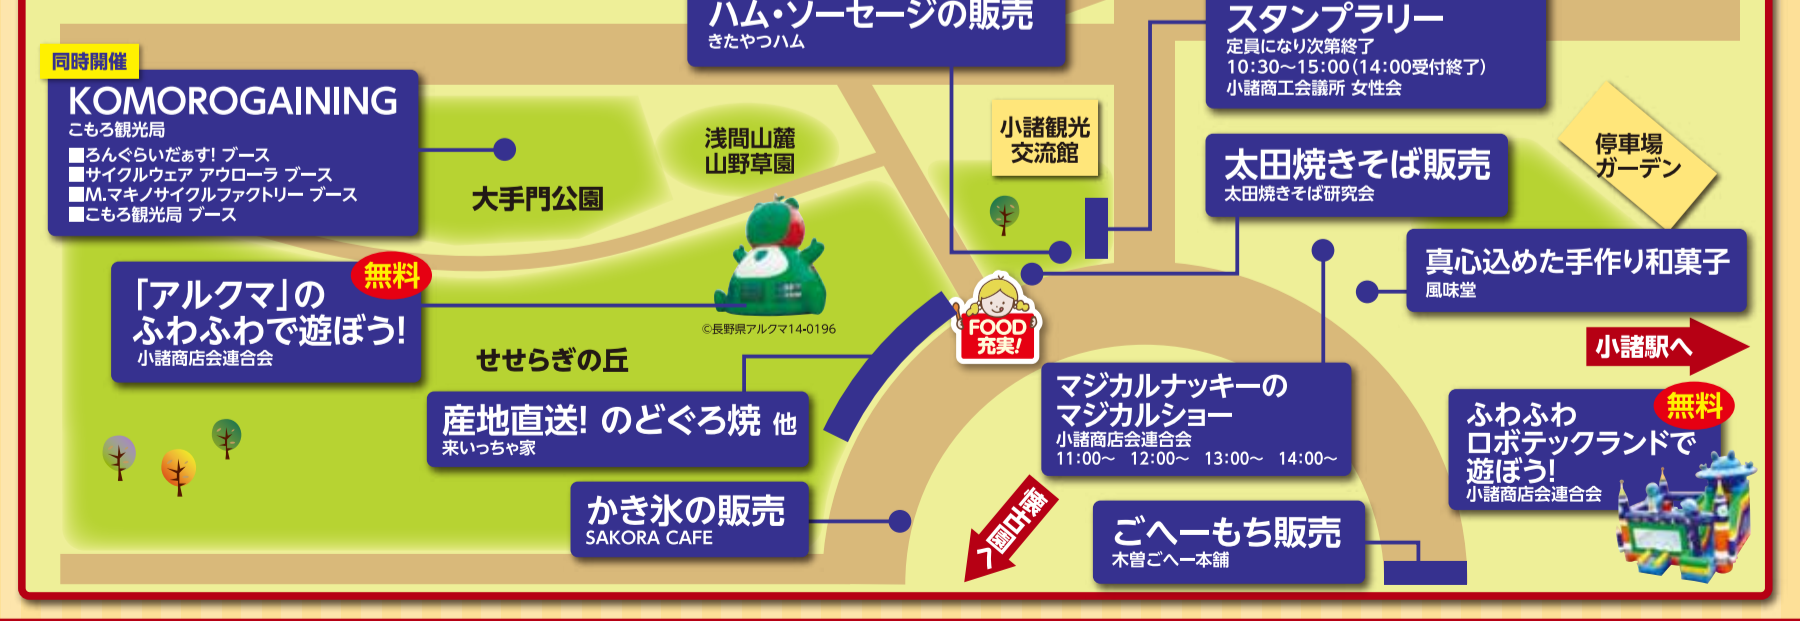 ハム・ソーセージの販売
きたやつハム
スタンプラリー
定員になり次第終了
10:30～15:00(14:00受付終了)
小諸商工会議所 女性会
同時開催
KOMOROGAINING
こもろ観光局
■ろんぐらいだぁす! ブース
■サイクルウェア アウローラ ブース
■M.マキノサイクルファクトリー ブース
■こもろ観光局 ブース
大手門公園
浅間山麓
山野草園
小諸観光
交流館
太田焼きそば販売
太田焼きそば研究会
停車場
ガーデン
真心込めた手作り和菓子
風味堂
無料
「アルクマ」の
ふわふわで遊ぼう!
小諸商店会連合会
©長野県アルクマ14-0196
せせらぎの丘
FOOD
充実!
小諸駅へ
産地直送! のどぐろ焼 他
来いっちゃ家
マジカルナッキーの
マジカルショー
小諸商店会連合会
11:00～ 12:00～ 13:00～ 14:00～
無料
ふわふわ
ロボテックランドで
遊ぼう!
小諸商店会連合会
かき氷の販売
SAKORA CAFE
懐古園へ
ごへーもち販売
木曽ごへー本舗